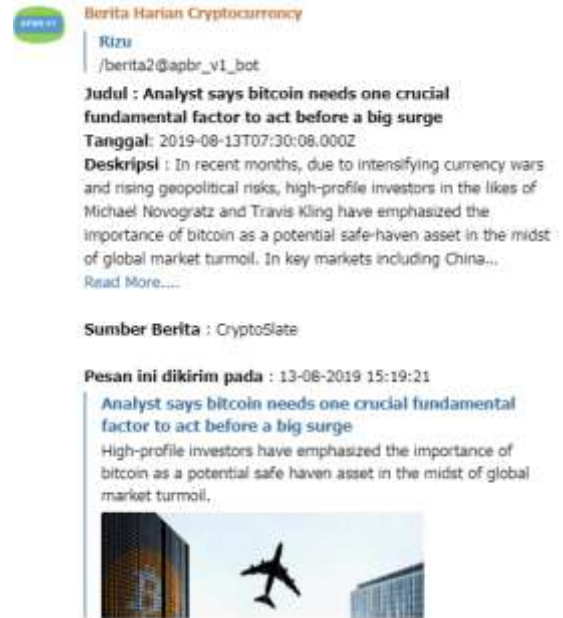 APBR V1
Berita Harian Cryptocurrency
Rizu
/berita2@apbr_v1_bot
Judul : Analyst says bitcoin needs one crucial
fundamental factor to act before a big surge
Tanggal: 2019-08-13T07:30:08.000Z
Deskripsi : In recent months, due to intensifying currency wars
and rising geopolitical risks, high-profile investors in the likes of
Michael Novogratz and Travis Kling have emphasized the
importance of bitcoin as a potential safe-haven asset in the midst
of global market turmoil. In key markets including China...
Read More....
Sumber Berita : CryptoSlate
Pesan ini dikirim pada : 13-08-2019 15:19:21
Analyst says bitcoin needs one crucial fundamental
factor to act before a big surge
High-profile investors have emphasized the importance of
bitcoin as a potential safe haven asset in the midst of global
market turmoil.